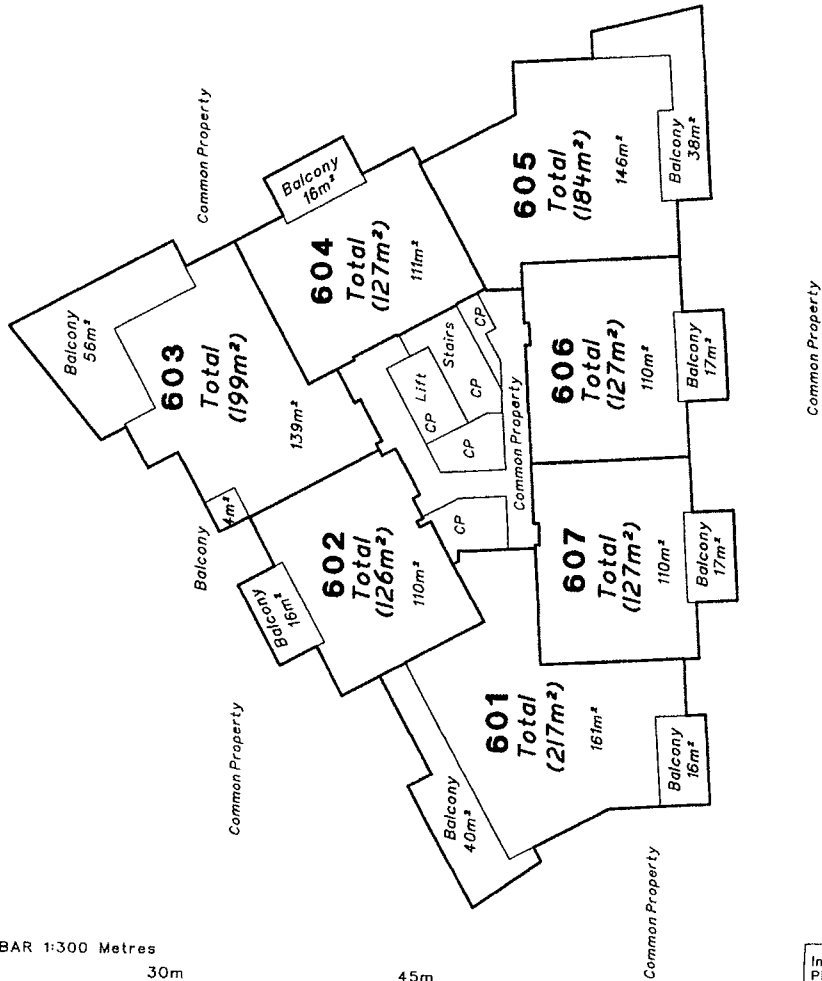 Common Property
Balcony
38m²
605
Total
(184m²)
146m²
Balcony
16m²
604
Total
(127m²)
111m²
Balcony
56m²
603
Total
(199m²)
139m²
Balcony
4m²
602
Total
(126m²)
110m²
Balcony
16m²
CP
Lift
Stairs
CP
CP
CP
CP
Common Property
606
Total
(127m²)
110m²
Balcony
17m²
607
Total
(127m²)
110m²
Balcony
17m²
601
Total
(217m²)
161m²
Balcony
16m²
Balcony
40m²
Common Property
Common Property
Common Property
BAR 1:300 Metres
30m
45m